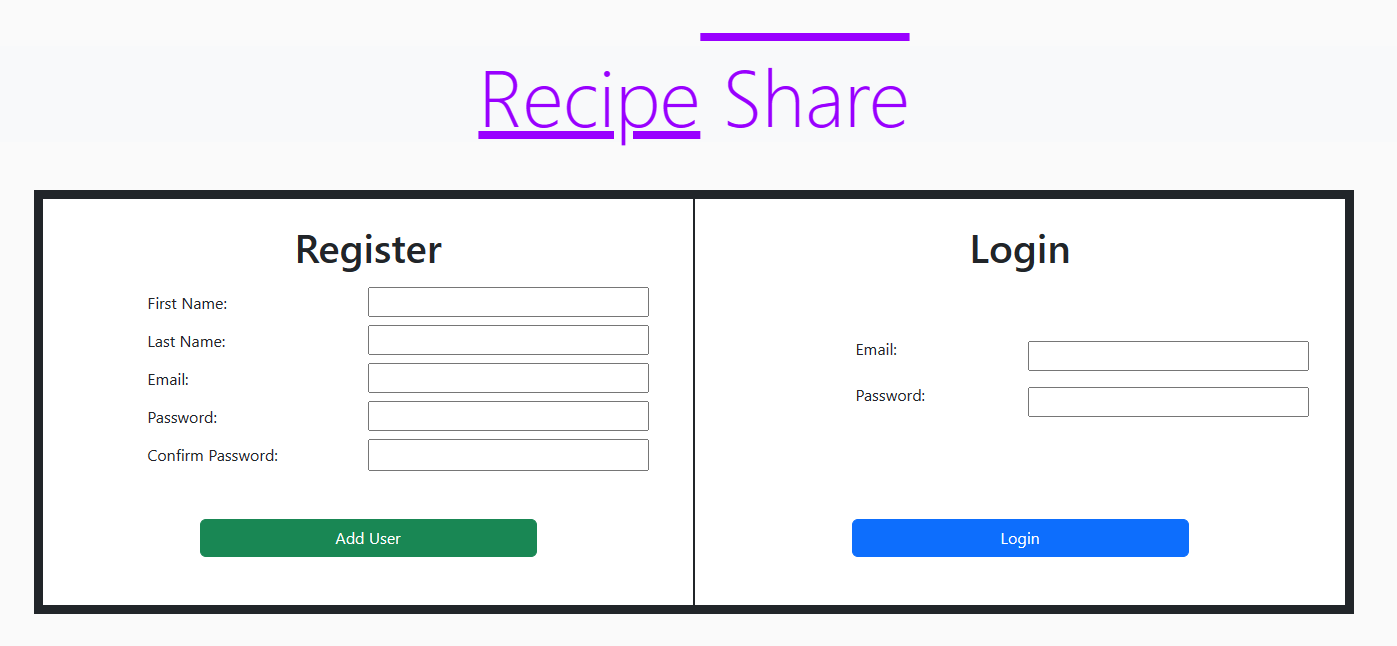 Recipe Share
Register
First Name:
Last Name:
Email:
Password:
Confirm Password:
Add User
Login
Email:
Password:
Login